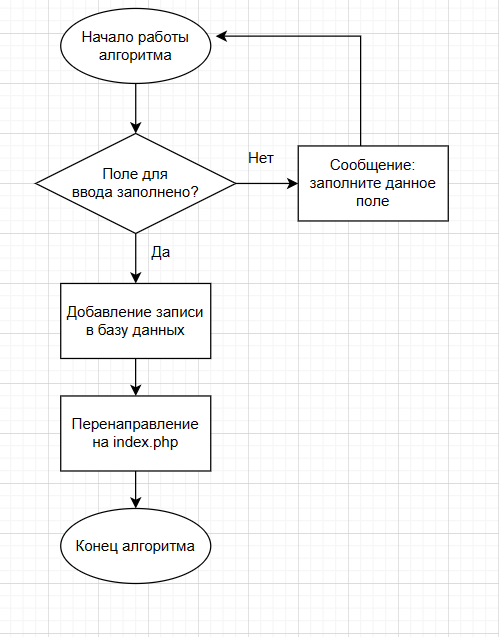 Начало работы
алгоритма
Поле для
ввода заполнено?
Нет
Сообщение:
заполните данное
поле
Да
Добавление записи
в базу данных
Перенаправление
на index.php
Конец алгоритма